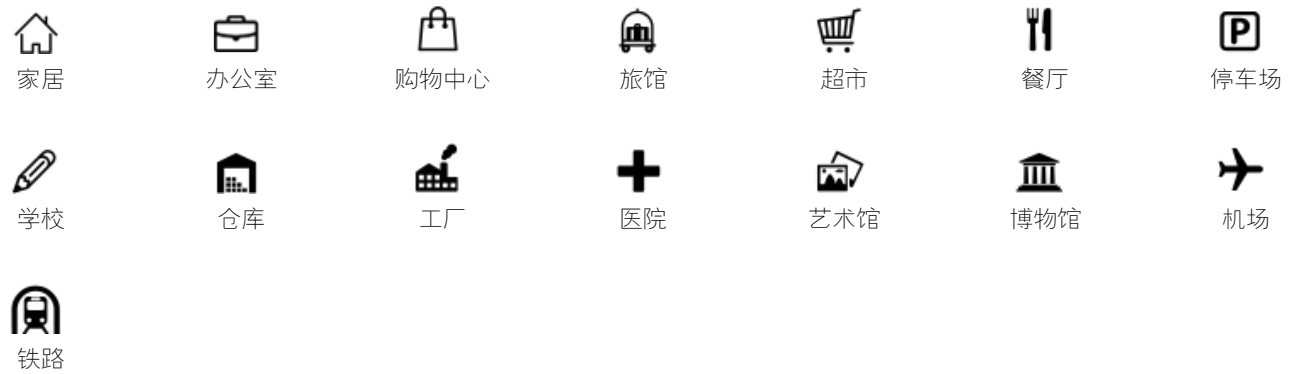 家居 办公室 购物中心 旅馆 超市 餐厅 P 停车场
学校 仓库 工厂 医院 艺术馆 博物馆 机场
铁路